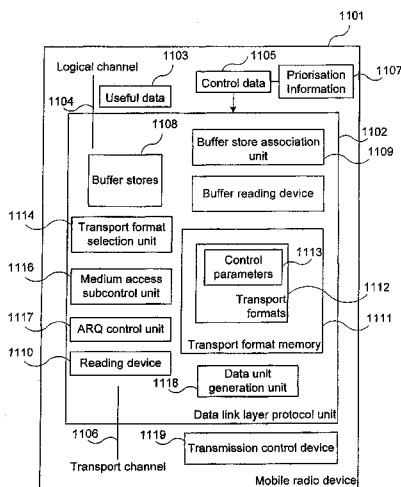 1101
Logical channel
1103
1105
1107
Useful data
Control data
Priorisation
Information
1104
1108
1102
Buffer stores
Buffer store association
unit
1109
Buffer reading device
1114
Transport format
selection unit
1113
Control
parameters
1116
Medium access
subcontrol unit
1112
Transport
formats
1117
ARQ control unit
1111
1110
Transport format memory
Reading device
1118
Data unit
generation unit
Data link layer protocol unit
1106
1119
Transmission control device
Transport channel
Mobile radio device